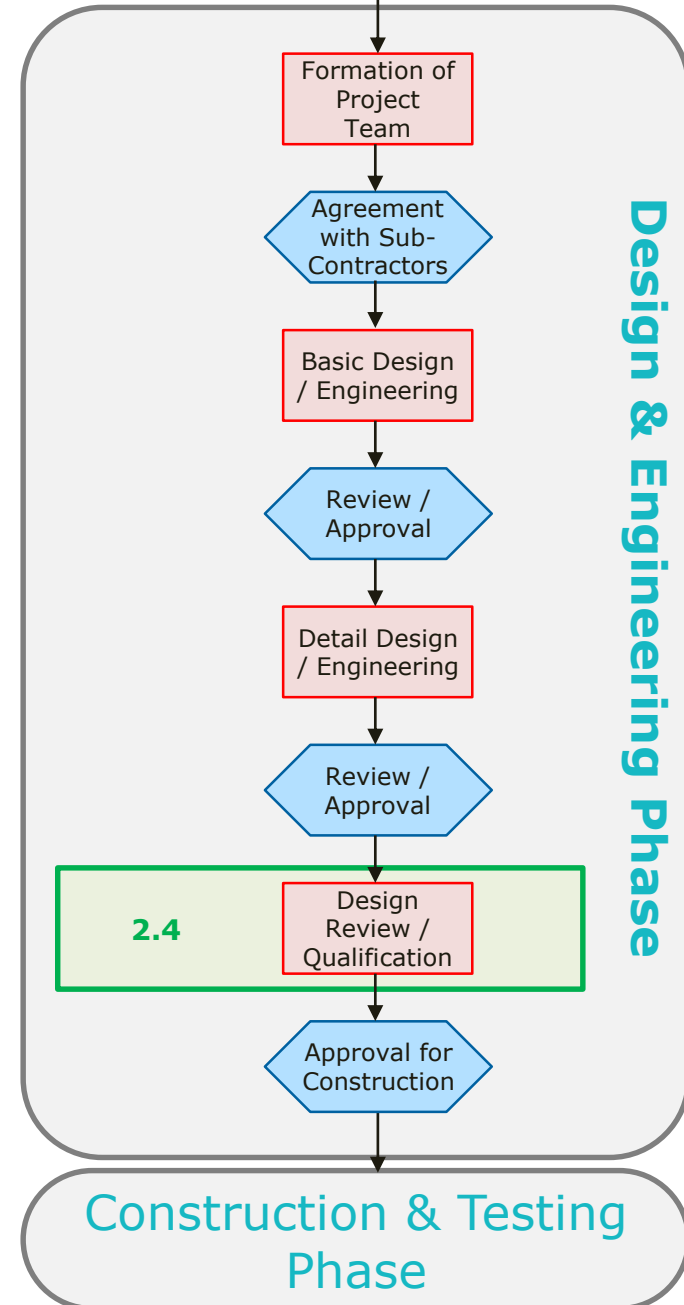 Formation of
Project
Team
Agreement
with Sub-
Contractors
Basic Design
/ Engineering
Review /
Approval
Detail Design
/ Engineering
Review /
Approval
2.4
Design
Review /
Qualification
Approval for
Construction
Design & Engineering Phase
Construction & Testing
Phase